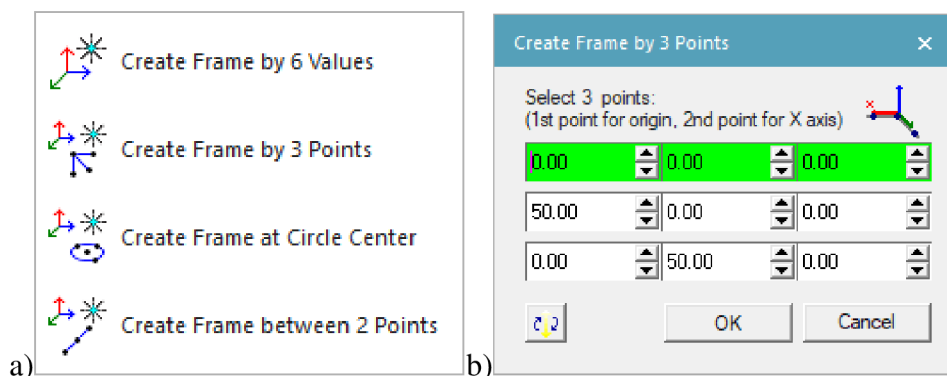 Create Frame by 6 Values
Create Frame by 3 Points
Create Frame at Circle Center
Create Frame between 2 Points
a)
Create Frame by 3 Points
Select 3 points:
(1st point for origin, 2nd point for X axis)
x
0.00 0.00 0.00
50.00 0.00 0.00
0.00 50.00 0.00
OK Cancel
b)